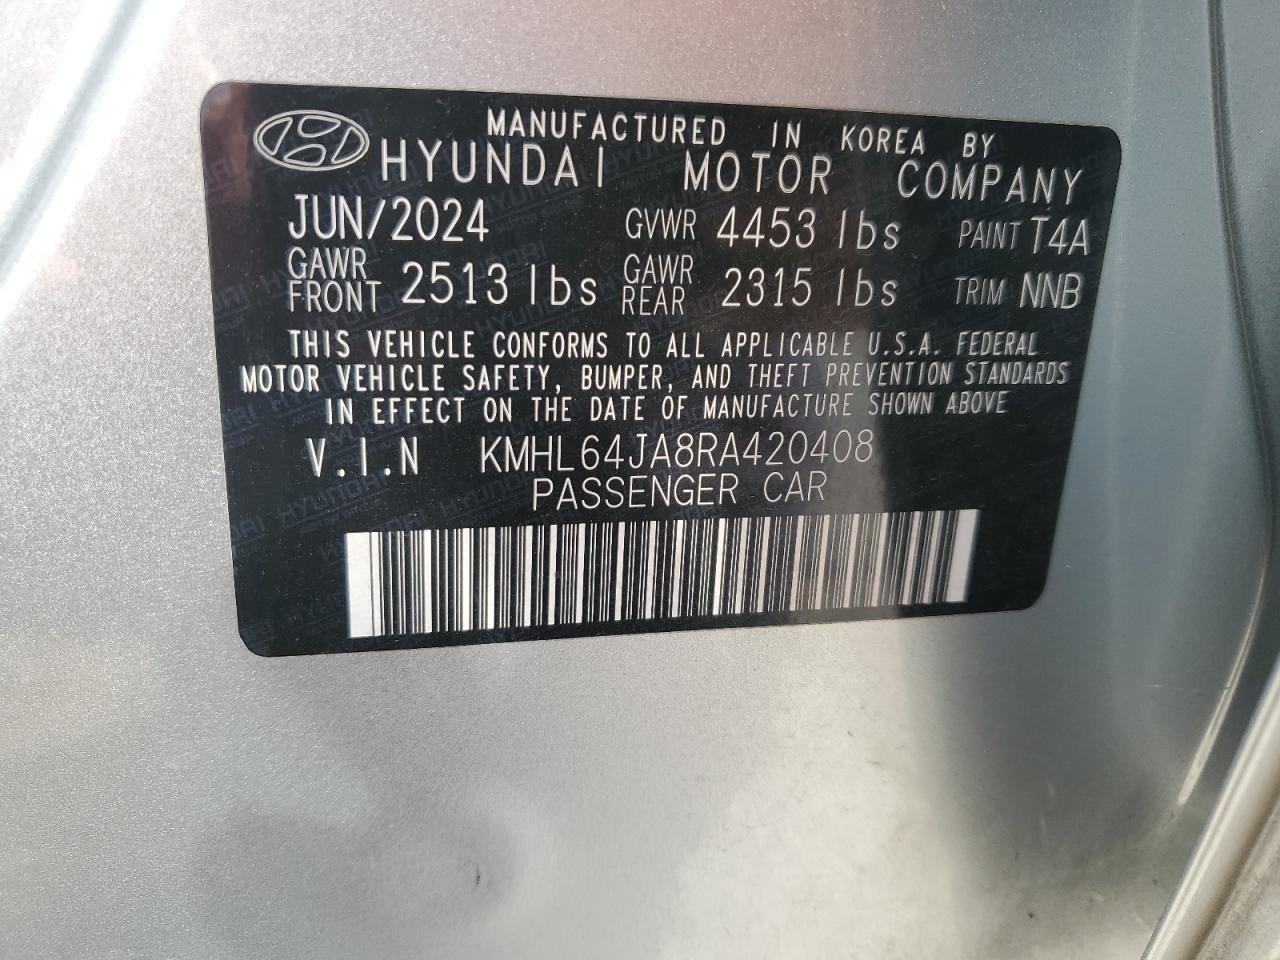 MANUFACTURED IN KOREA BY
HYUNDAI MOTOR COMPANY
JUN/2024 GVWR 4453 lbs PAINT T4A
GAWR FRONT 2513 lbs GAWR REAR 2315 lbs TRIM NNB
THIS VEHICLE CONFORMS TO ALL APPLICABLE U.S.A. FEDERAL
MOTOR VEHICLE SAFETY, BUMPER, AND THEFT PREVENTION STANDARDS
IN EFFECT ON THE DATE OF MANUFACTURE SHOWN ABOVE
V.I.N KMHL64JA8RA420408
PASSENGER CAR